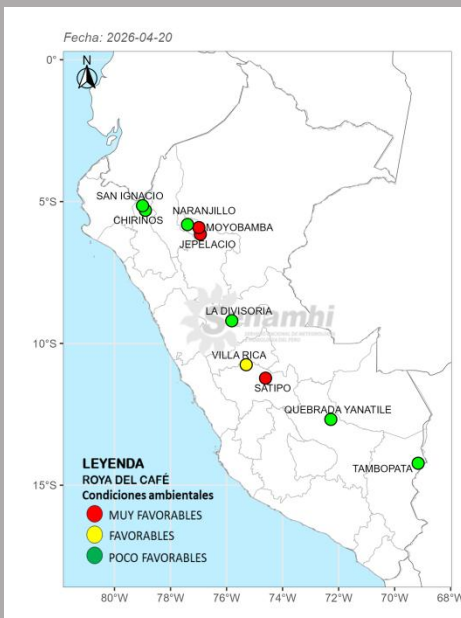 Fecha: 2026-04-20
N
0°
5°S
10°S
15°S
SAN IGNACIO
CHIRINOS
NARANJILLO
MOYOBAMBA
JEPELACIO
LA DIVISORIA
Senamhi
VILLA RICA
SATIPO
QUEBRADA YANATILE
TAMBOPATA
LEYENDA
ROYA DEL CAFÉ
Condiciones ambientales
MUY FAVORABLES
FAVORABLES
POCO FAVORABLES
80°W 78°W 76°W 74°W 72°W 70°W 68°W